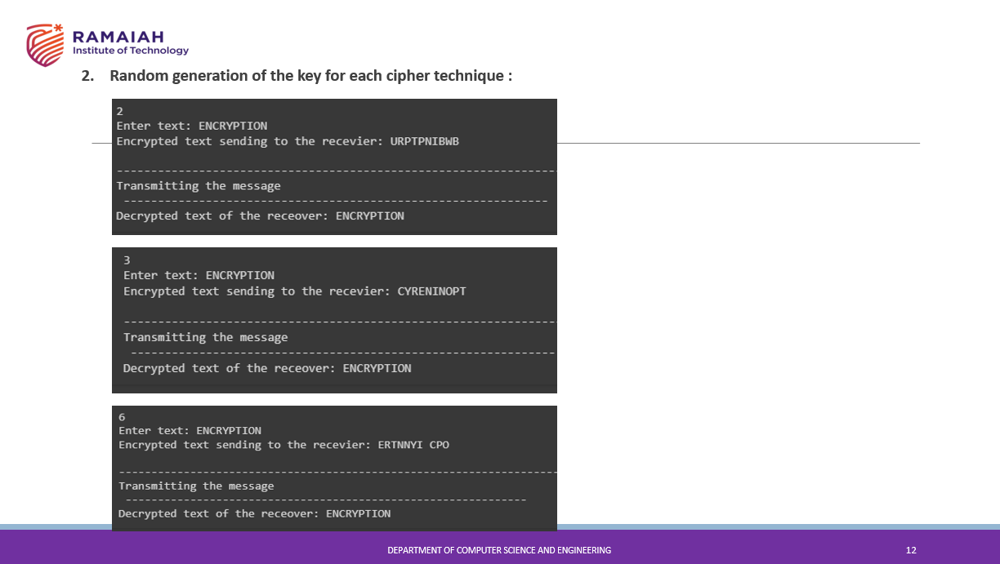 RAMAIAH
Institute of Technology
2. Random generation of the key for each cipher technique :
2
Enter text: ENCRYPTION
Encrypted text sending to the recevier: URPTPNIBWB
----------------------------------------------------------------
Transmitting the message
--------------------------------------------------------------
Decrypted text of the receover: ENCRYPTION
3
Enter text: ENCRYPTION
Encrypted text sending to the recevier: CYRENINOPT
---------------------------------------------------------------
Transmitting the message
--------------------------------------------------------------
Decrypted text of the receover: ENCRYPTION
6
Enter text: ENCRYPTION
Encrypted text sending to the recevier: ERTNNYI CPO
--------------------------------------------------------------------
Transmitting the message
--------------------------------------------------------------
Decrypted text of the receover: ENCRYPTION
DEPARTMENT OF COMPUTER SCIENCE AND ENGINEERING
12